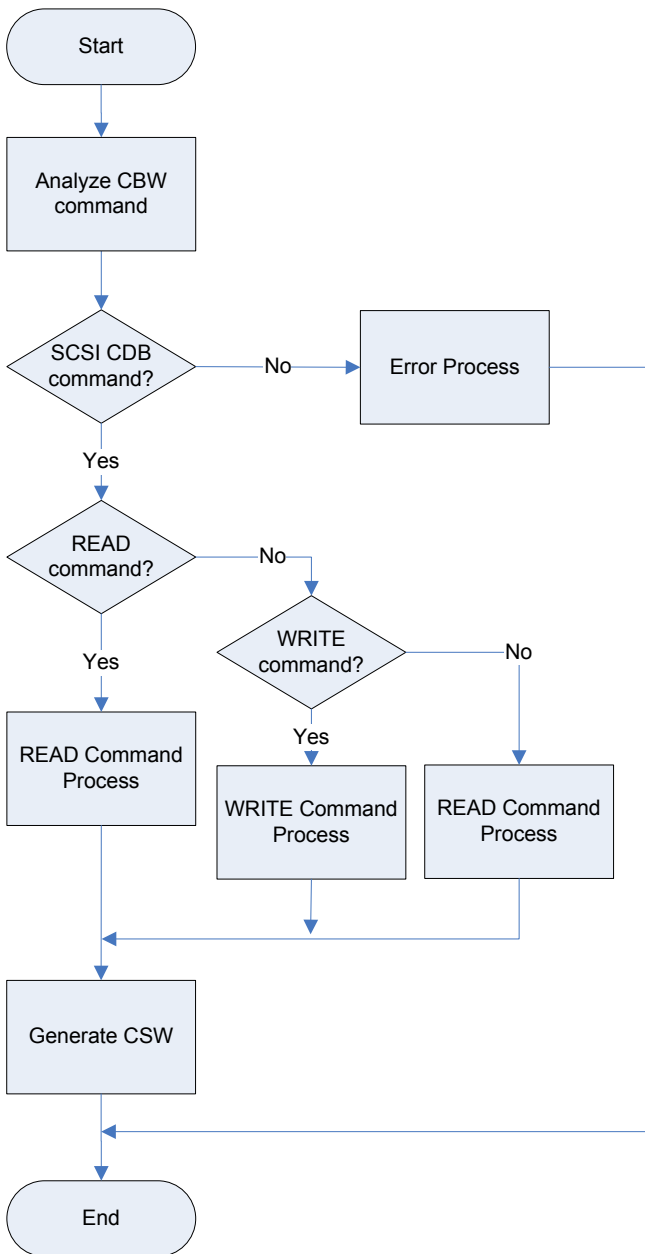 Start
Analyze CBW
command
SCSI CDB
command?
No
Error Process
Yes
READ
command?
No
WRITE
command?
No
Yes
Yes
READ Command
Process
WRITE Command
Process
READ Command
Process
Generate CSW
End